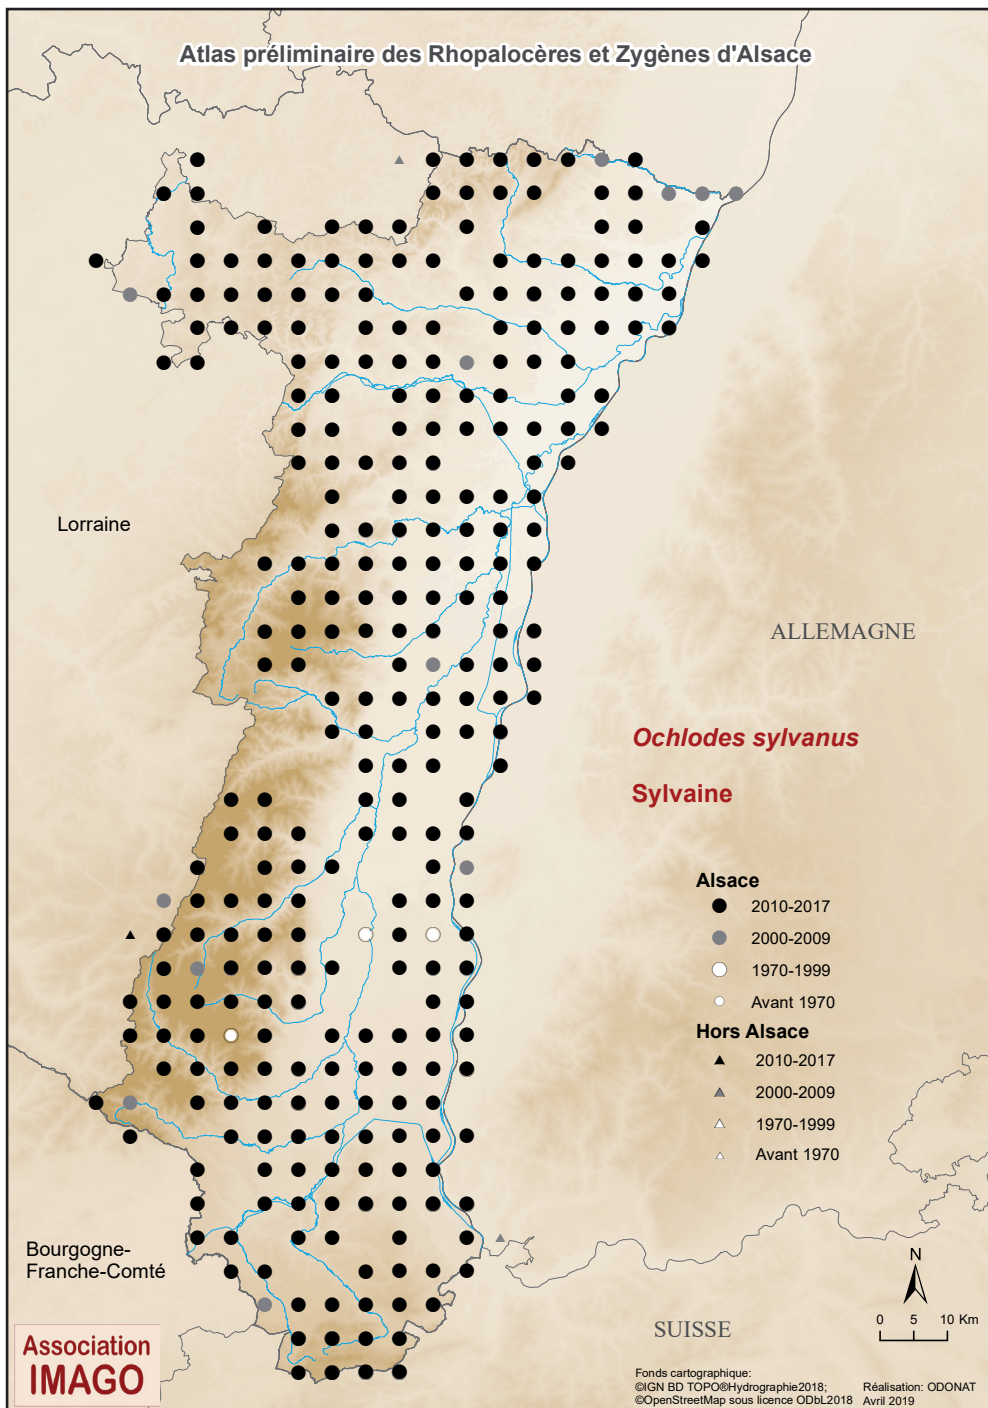 Atlas préliminaire des Rhopalocères et Zygènes d'Alsace
Lorraine
ALLEMAGNE
Ochlodes sylvanus
Sylvaine
Alsace
2010-2017
2000-2009
1970-1999
Avant 1970
Hors Alsace
2010-2017
2000-2009
1970-1999
Avant 1970
Bourgogne-
Franche-Comté
SUISSE
N
0 5 10 Km
Association
IMAGO
Fonds cartographique:
©IGN BD TOPO®Hydrographie2018;
©OpenStreetMap sous licence ODbL2018
Réalisation: ODONAT
Avril 2019